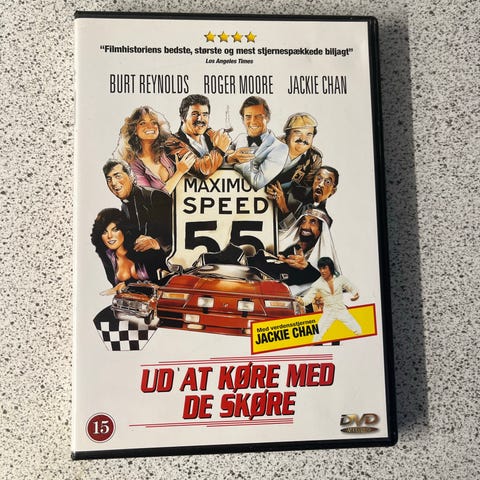 “Filmhistoriens bedste, største og mest stjernespækkede biljagt”
Los Angeles Times
BURT REYNOLDS ROGER MOORE JACKIE CHAN
MAXIMUM
SPEED
55
Med verdensstjernen
JACKIE CHAN
UD' AT KØRE MED
DE SKØRE
15
DVD